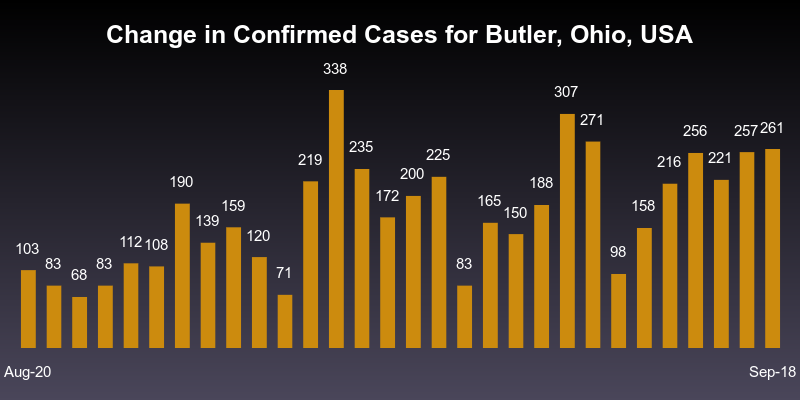 Change in Confirmed Cases for Butler, Ohio, USA
103 83 68 83 112 108 190 139 159 120 71 219 338 235 172 200 225 83 165 150 188 307 271 98 158 216 256 221 257 261
Aug-20 Sep-18